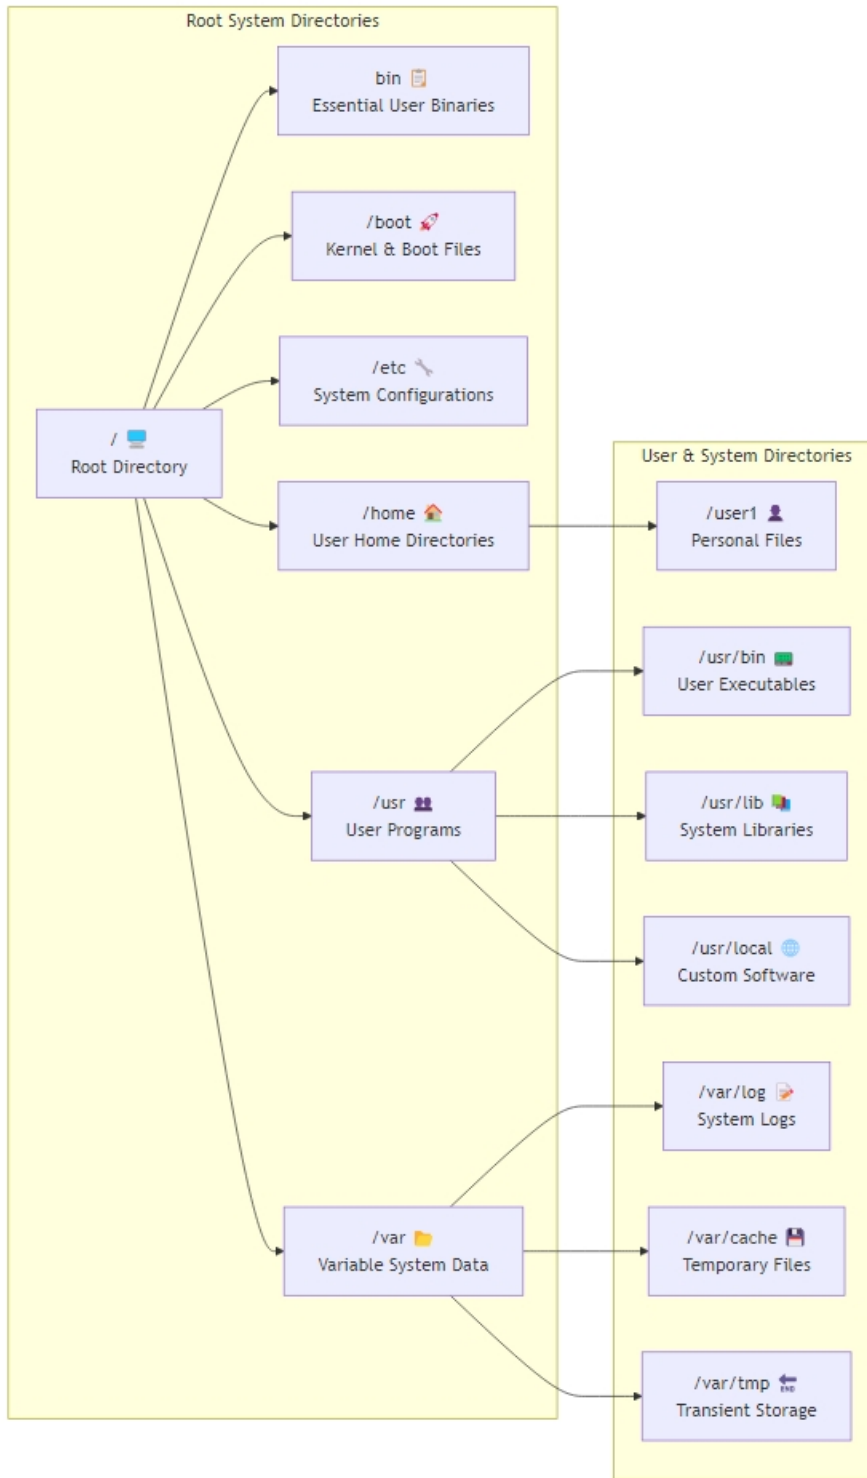 Root System Directories
bin 📋
Essential User Binaries
/boot 🚀
Kernel & Boot Files
/etc 🔧
System Configurations
/ 🖥️
Root Directory
/home 🏠
User Home Directories
User & System Directories
/user1 👤
Personal Files
/usr/bin 📟
User Executables
/usr 👥
User Programs
/usr/lib 📚
System Libraries
/usr/local 🌐
Custom Software
/var/log 📝
System Logs
/var 📂
Variable System Data
/var/cache 💾
Temporary Files
/var/tmp 🔚
Transient Storage